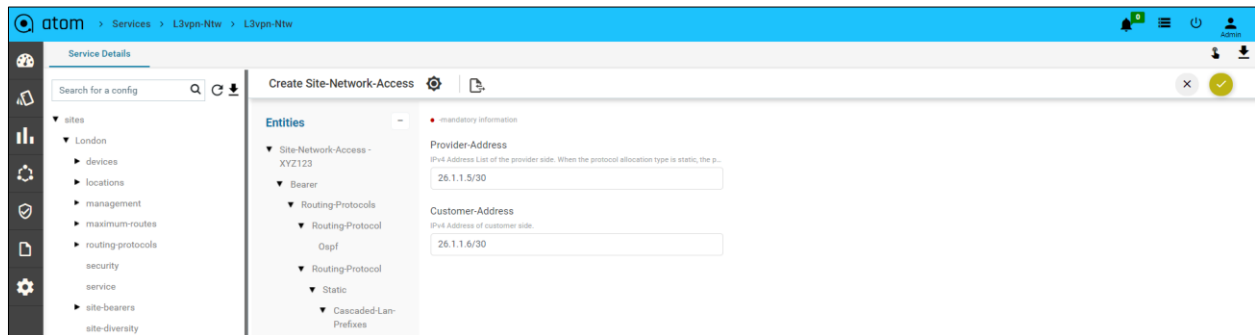 atom > Services > L3vpn-Ntw > L3vpn-Ntw
0
Admin
Service Details
Search for a config
Create Site-Network-Access
sites
London
devices
locations
management
maximum-routes
routing-protocols
security
service
site-bearers
site-diversity
Entities
Site-Network-Access -
XYZ123
Bearer
Routing-Protocols
Routing-Protocol
Ospf
Routing-Protocol
Static
Cascaded-Lan-
Prefixes
-mandatory information
Provider-Address
IPv4 Address List of the provider side. When the protocol allocation type is static, the p...
26.1.1.5/30
Customer-Address
IPv4 Address of customer side.
26.1.1.6/30